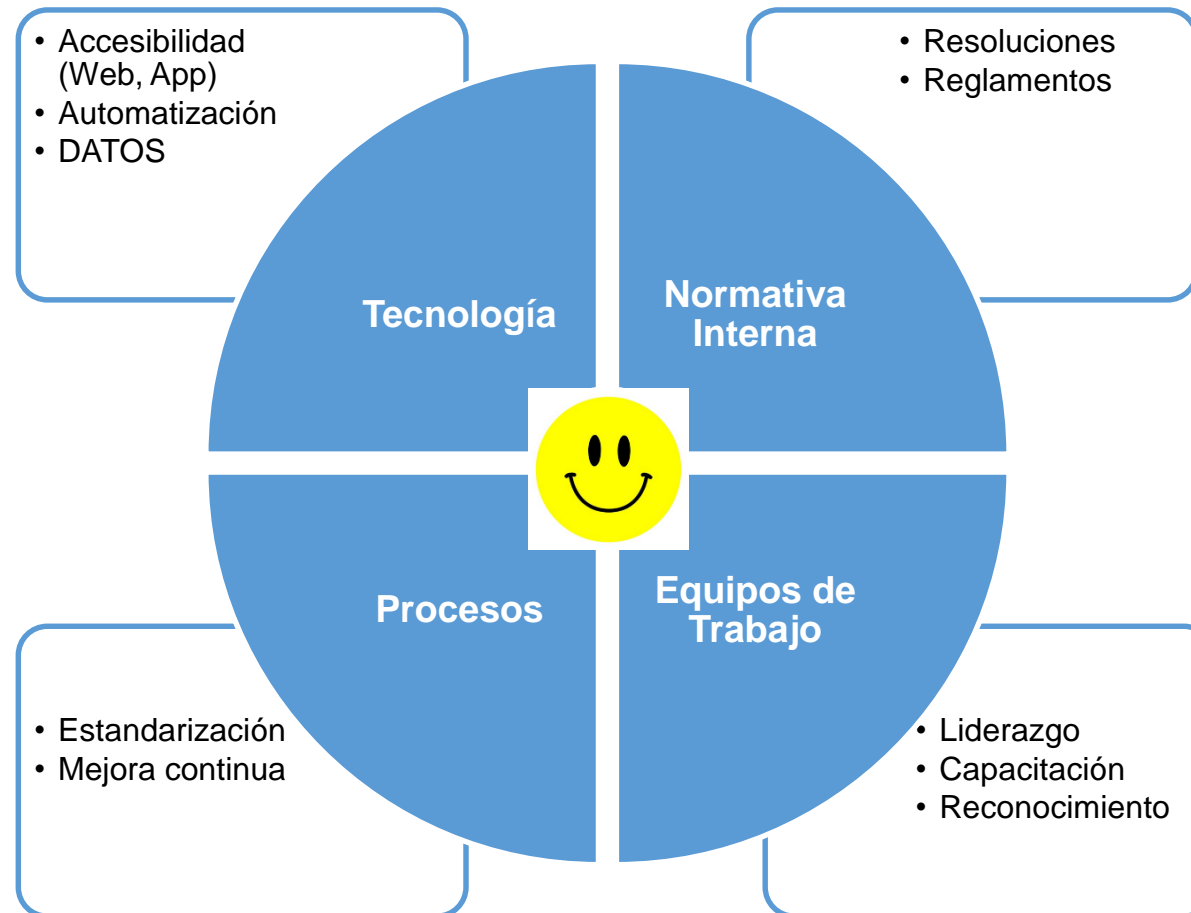 • Accesibilidad
(Web, App)
• Automatización
• DATOS
• Resoluciones
• Reglamentos
Tecnología
Normativa
Interna
Procesos
Equipos de
Trabajo
• Estandarización
• Mejora continua
• Liderazgo
• Capacitación
• Reconocimiento